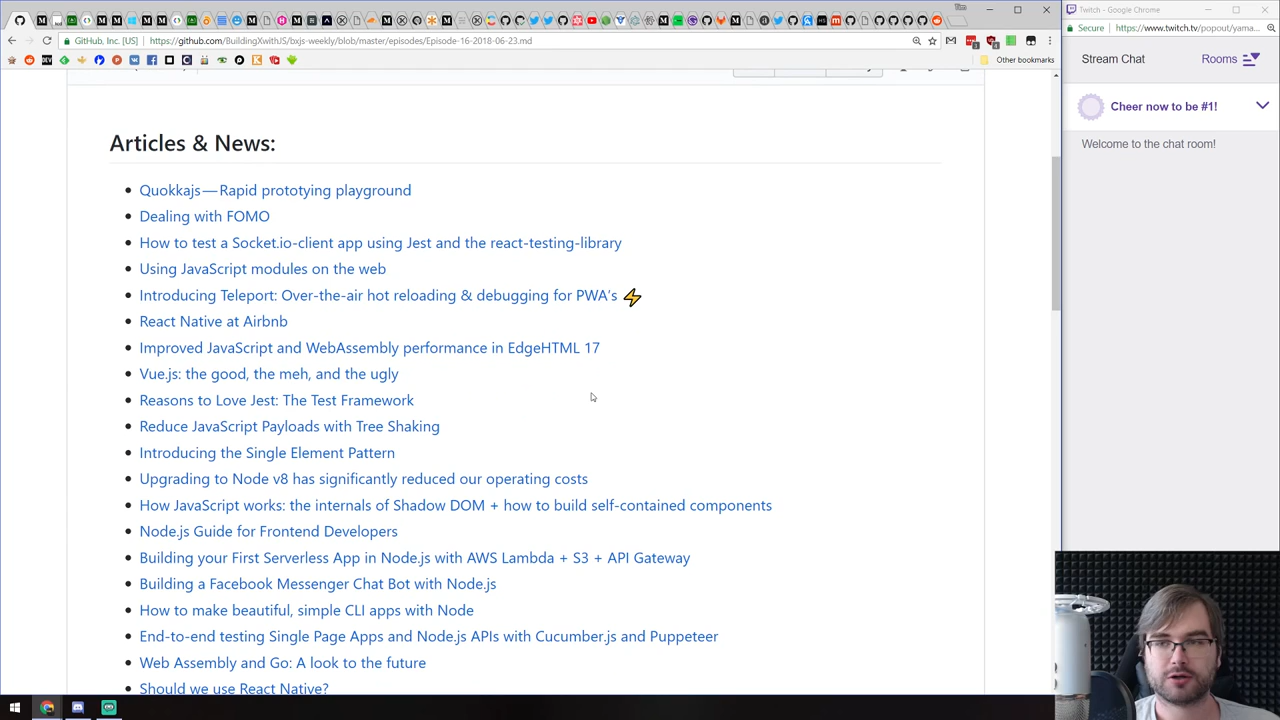 Twitch - Google Chrome
GitHub, Inc. [US]
https://github.com/BuildingXwithJS/bxjs-weekly/blob/master/episodes/Episode-16-2018-06-23.md
Secure
https://www.twitch.tv/popout/yama...
Other bookmarks
Stream Chat
Rooms
Cheer now to be #1!
Welcome to the chat room!
Articles & News:
Quokkajs — Rapid prototying playground
Dealing with FOMO
How to test a Socket.io-client app using Jest and the react-testing-library
Using JavaScript modules on the web
Introducing Teleport: Over-the-air hot reloading & debugging for PWA's ⚡
React Native at Airbnb
Improved JavaScript and WebAssembly performance in EdgeHTML 17
Vue.js: the good, the meh, and the ugly
Reasons to Love Jest: The Test Framework
Reduce JavaScript Payloads with Tree Shaking
Introducing the Single Element Pattern
Upgrading to Node v8 has significantly reduced our operating costs
How JavaScript works: the internals of Shadow DOM + how to build self-contained components
Node.js Guide for Frontend Developers
Building your First Serverless App in Node.js with AWS Lambda + S3 + API Gateway
Building a Facebook Messenger Chat Bot with Node.js
How to make beautiful, simple CLI apps with Node
End-to-end testing Single Page Apps and Node.js APIs with Cucumber.js and Puppeteer
Web Assembly and Go: A look to the future
Should we use React Native?